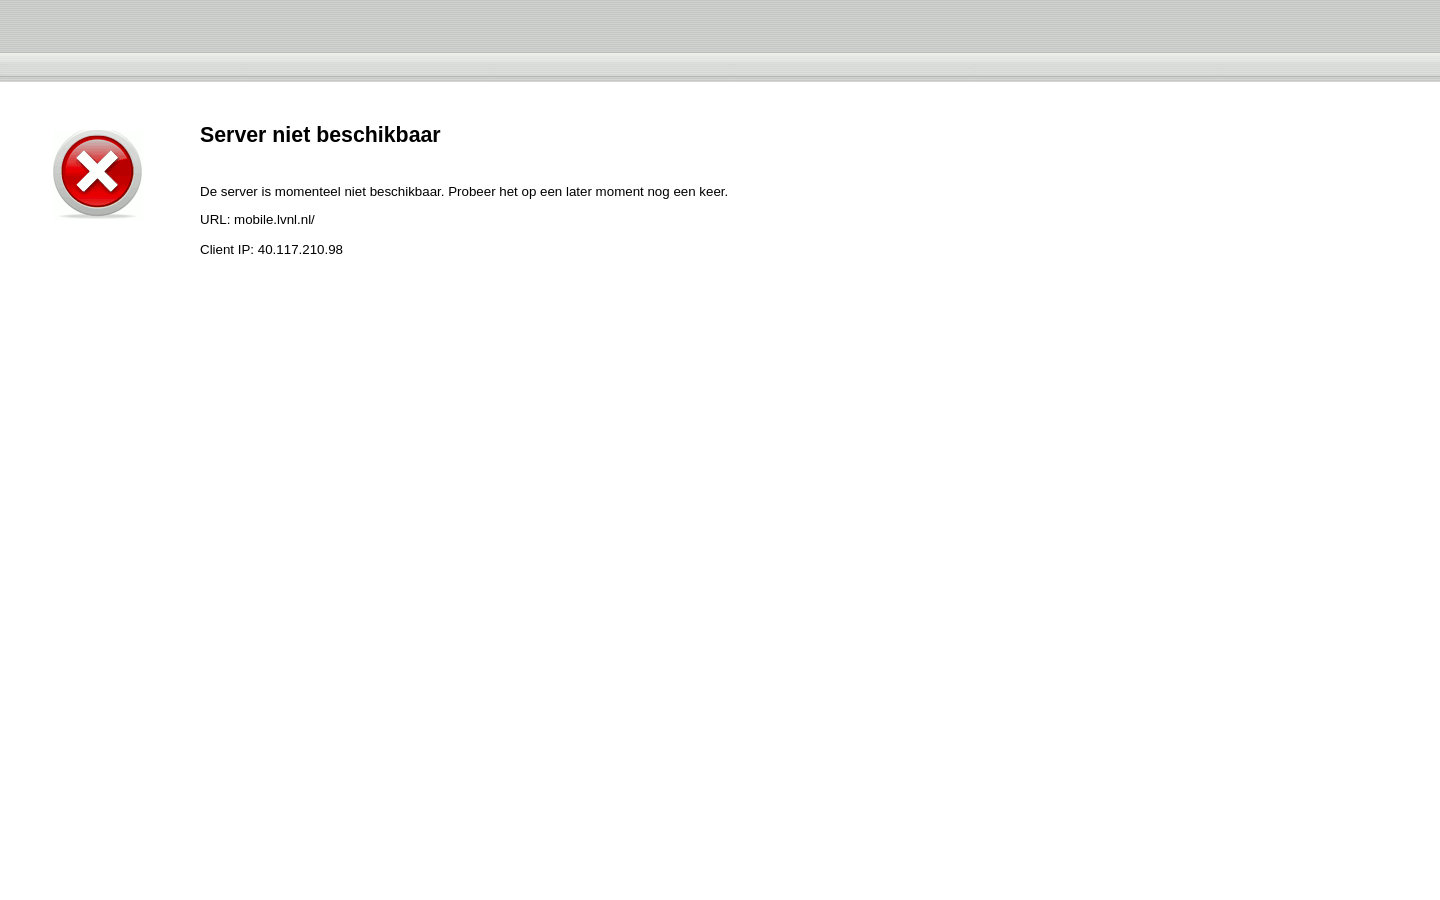 Server niet beschikbaar
De server is momenteel niet beschikbaar. Probeer het op een later moment nog een keer.
URL: mobile.lvnl.nl/
Client IP: 40.117.210.98